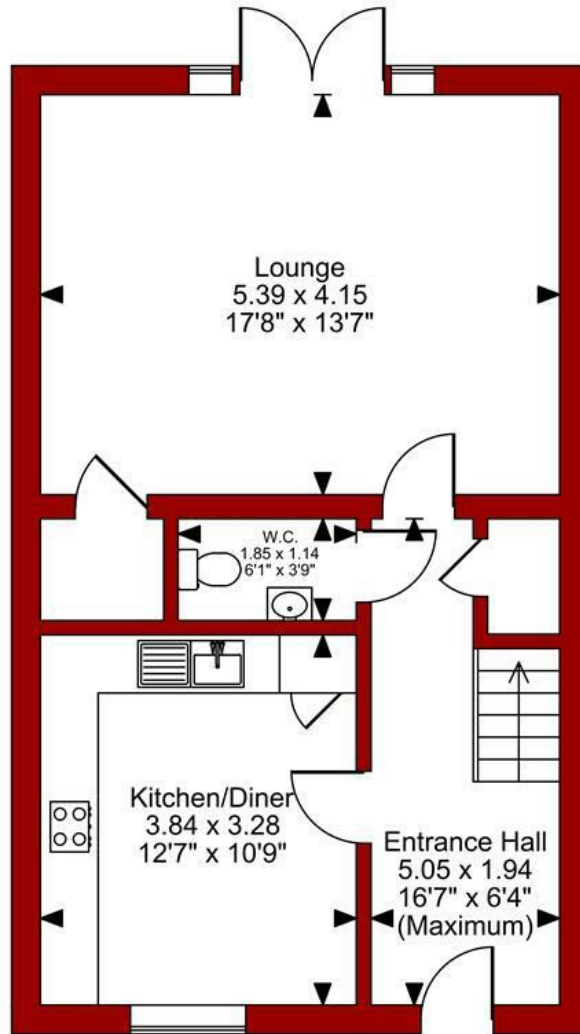 Lounge
5.39 x 4.15
17'8" x 13'7"
W.C.
1.85 x 1.14
6'1" x 3'9"
Kitchen/Diner
3.84 x 3.28
12'7" x 10'9"
Entrance Hall
5.05 x 1.94
16'7" x 6'4"
(Maximum)